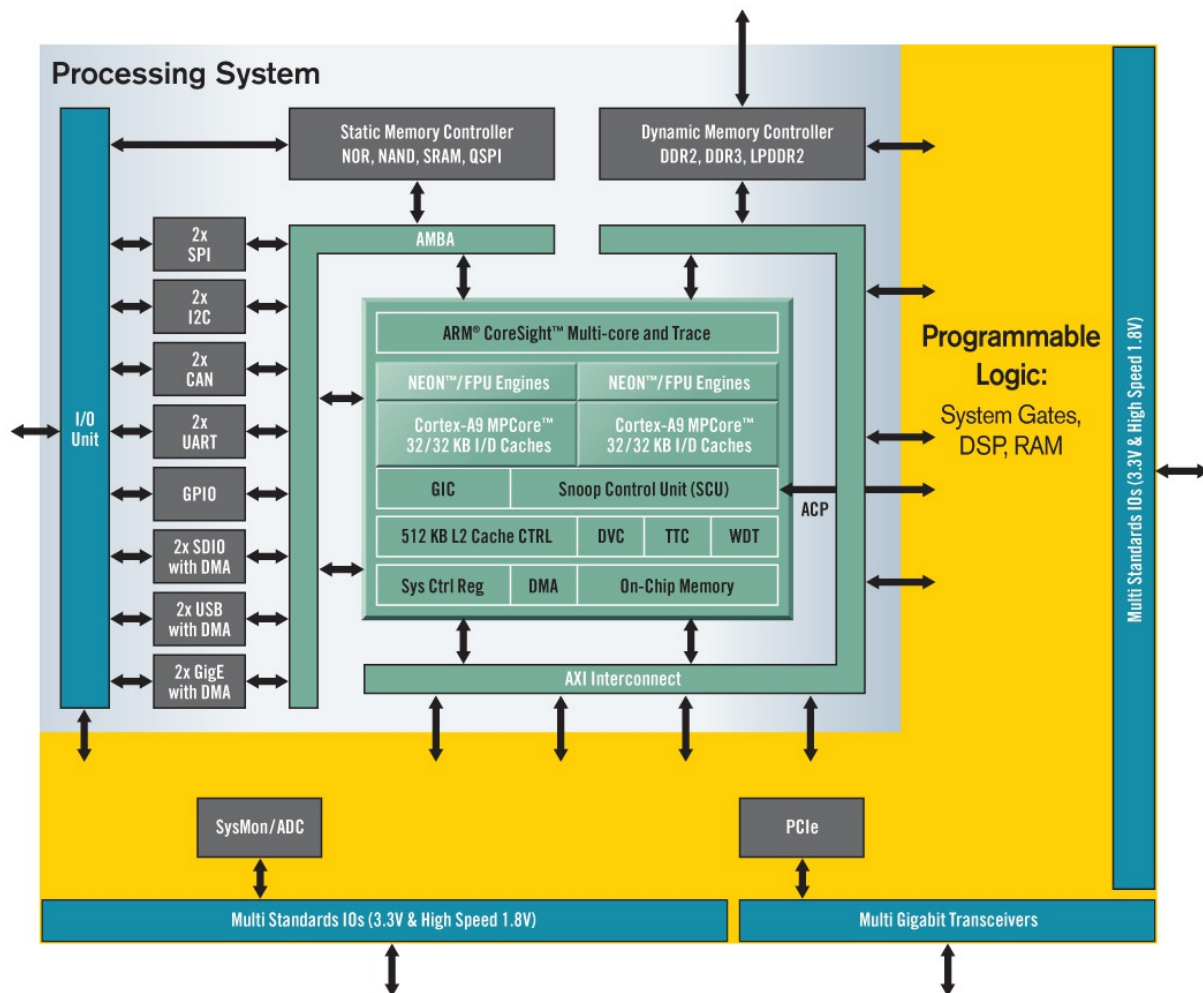 Processing System
Static Memory Controller
NOR, NAND, SRAM, QSPI
Dynamic Memory Controller
DDR2, DDR3, LPDDR2
AMBA
2x
SPI
2x
I2C
2x
CAN
2x
UART
GPIO
2x SDIO
with DMA
2x USB
with DMA
2x GigE
with DMA
I/O
Unit
ARM® CoreSight™ Multi-core and Trace
NEON™/FPU Engines
NEON™/FPU Engines
Cortex-A9 MPCore™
32/32 KB I/D Caches
Cortex-A9 MPCore™
32/32 KB I/D Caches
GIC
Snoop Control Unit (SCU)
512 KB L2 Cache CTRL
DVC
TTC
WDT
Sys Ctrl Reg
DMA
On-Chip Memory
ACP
AXI Interconnect
Programmable
Logic:
System Gates,
DSP, RAM
Multi Standards IOs (3.3V & High Speed 1.8V)
SysMon/ADC
PCIe
Multi Standards IOs (3.3V & High Speed 1.8V)
Multi Gigabit Transceivers